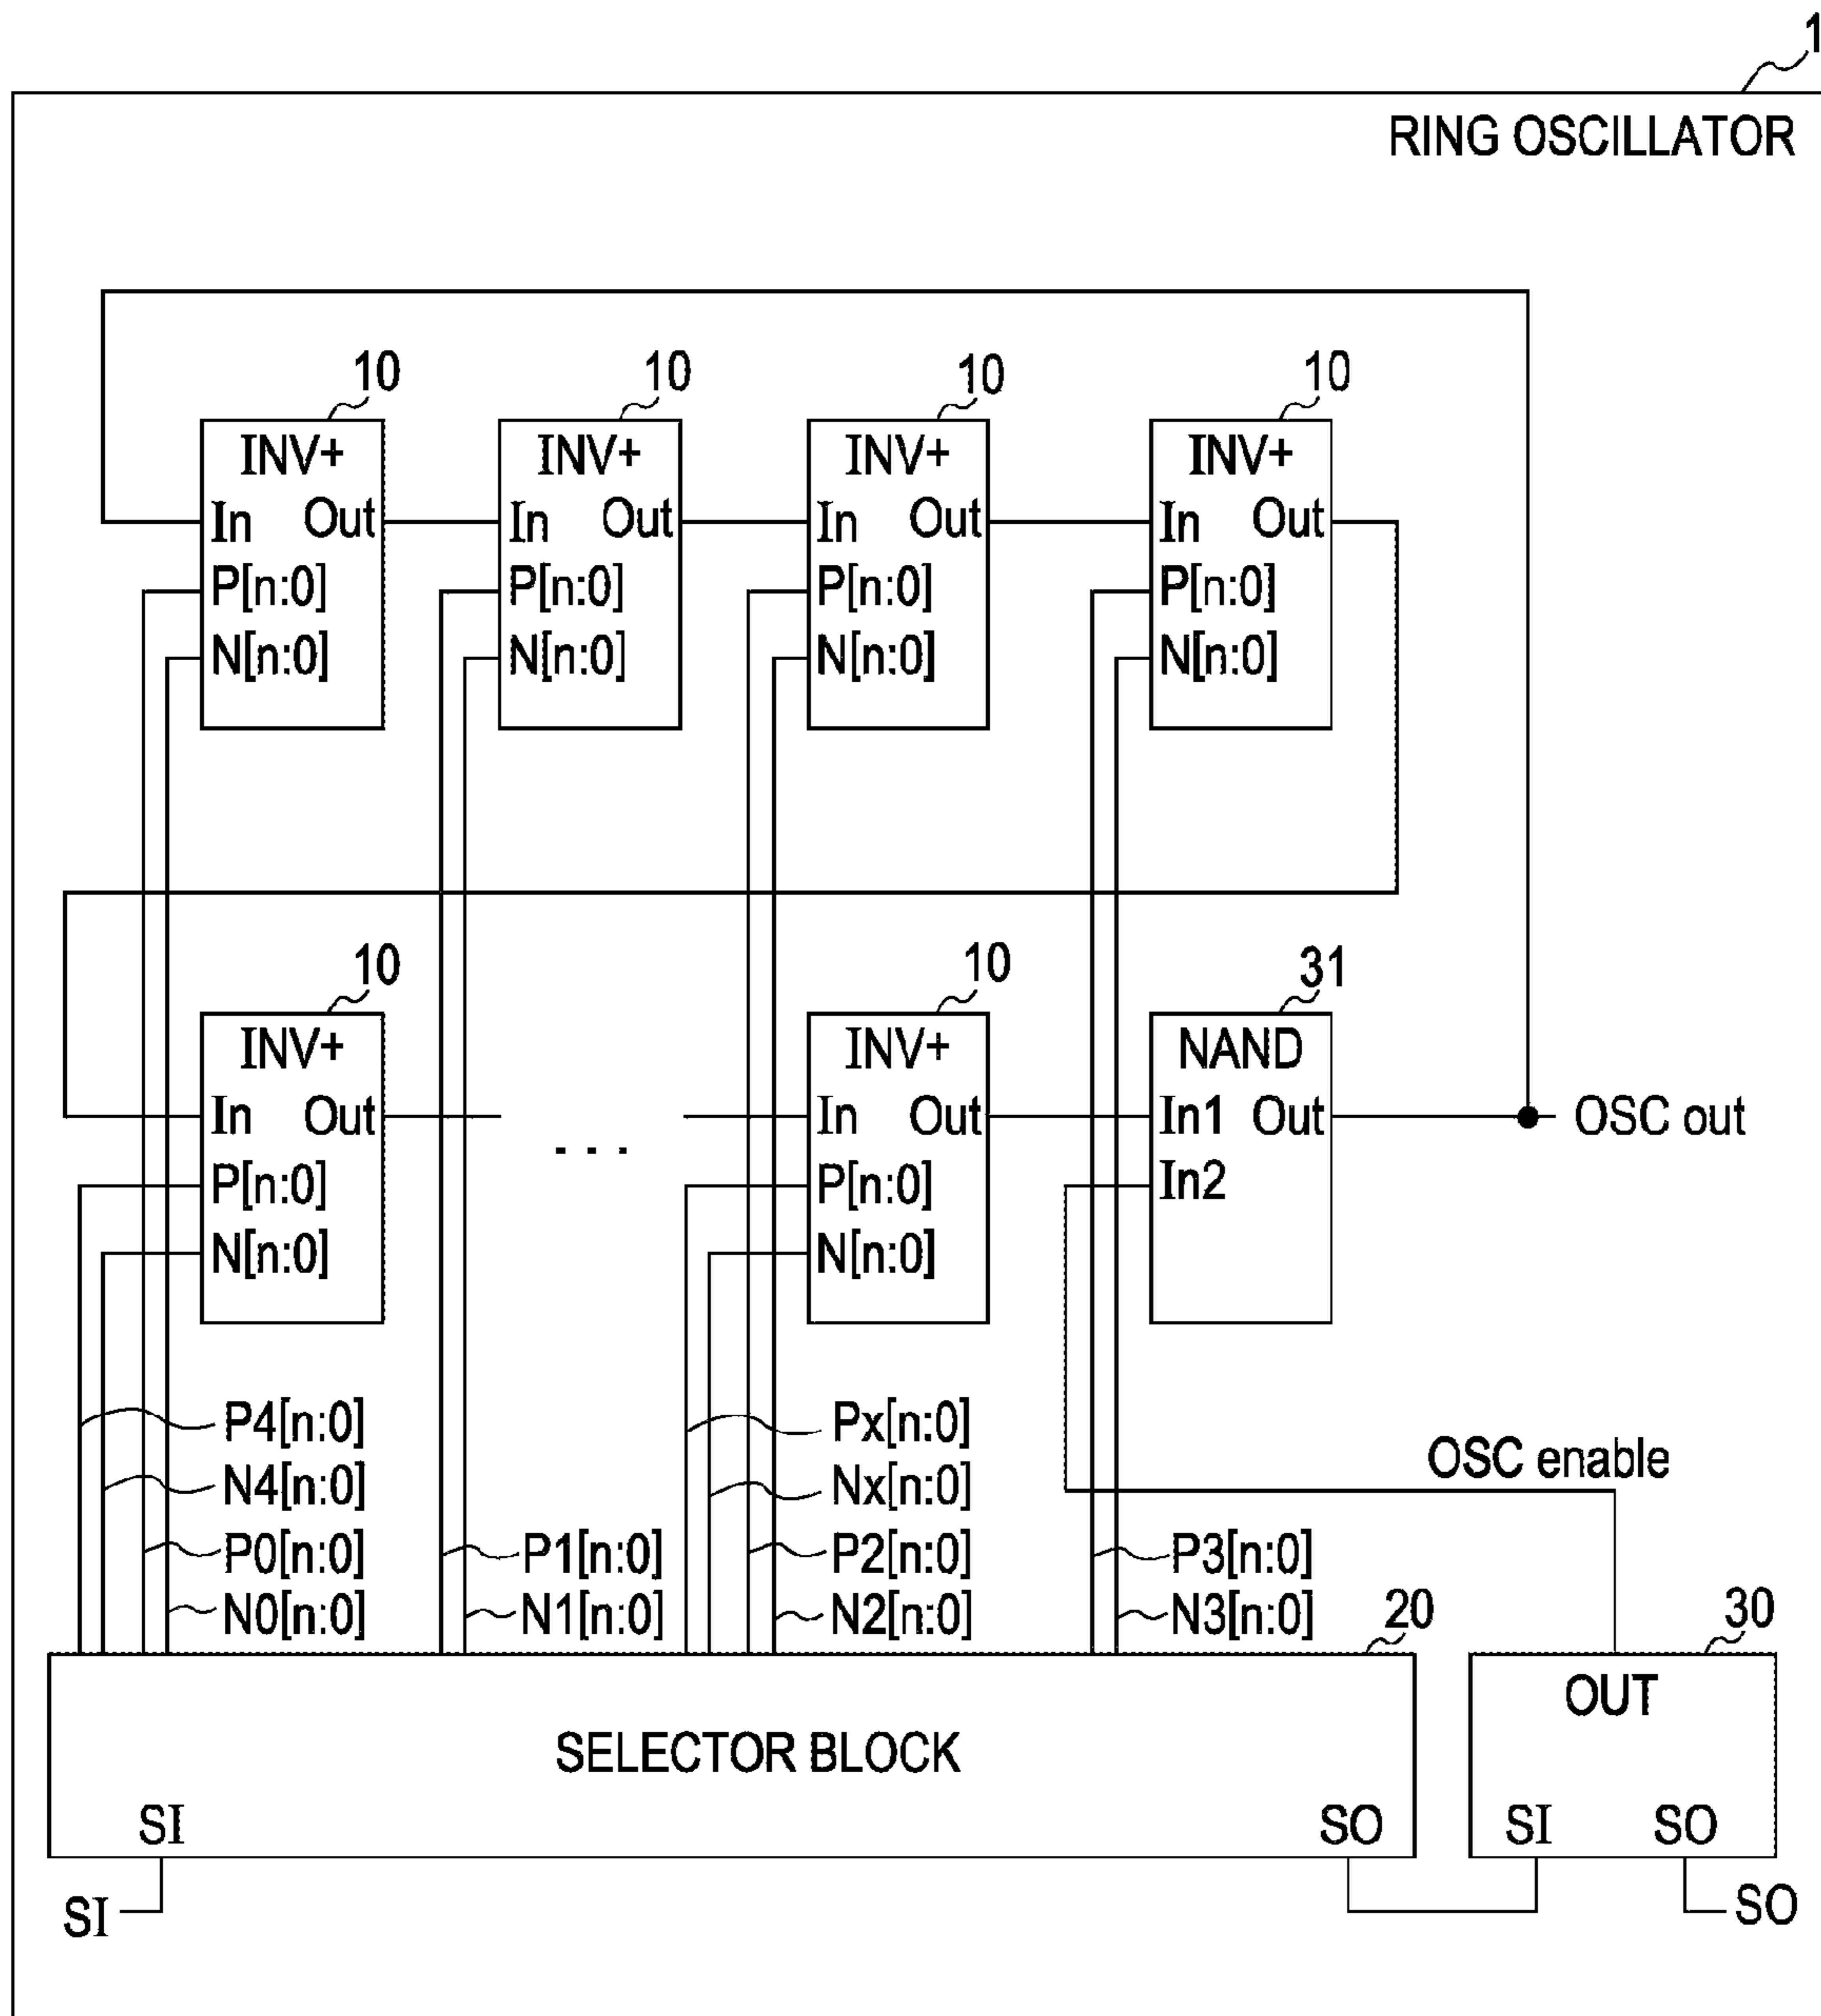 1
RING OSCILLATOR
10 10 10 10
INV+ INV+ INV+ INV+
In Out In Out In Out In Out
P[n:0] P[n:0] P[n:0] P[n:0]
N[n:0] N[n:0] N[n:0] N[n:0]
10 10 31
INV+ INV+ NAND
In Out ... In Out In1 Out OSC out
P[n:0] P[n:0] In2
N[n:0] N[n:0]
P4[n:0] Px[n:0]
OSC enable
N4[n:0] Nx[n:0]
P0[n:0] P1[n:0] P2[n:0] P3[n:0]
N0[n:0] N1[n:0] N2[n:0] N3[n:0] 20 30
OUT
SELECTOR BLOCK
SI SO SI SO
SI SO